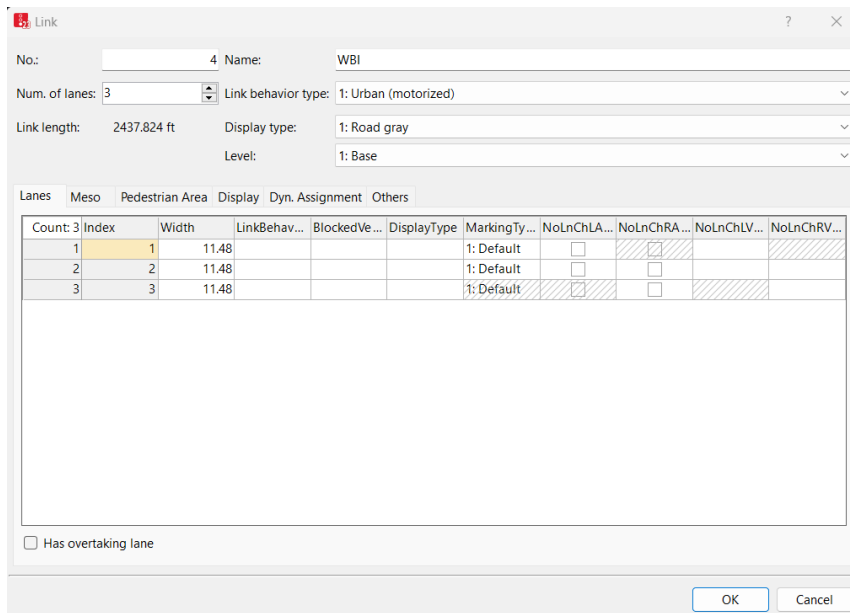 Link ? ×
No.: 4 Name: WBI
Num. of lanes: 3 Link behavior type: 1: Urban (motorized)
Link length: 2437.824 ft Display type: 1: Road gray
Level: 1: Base
Lanes Meso Pedestrian Area Display Dyn. Assignment Others
Count: 3 Index Width LinkBehav... BlockedVe... DisplayType MarkingTy... NoLnChLA... NoLnChRA... NoLnChLV... NoLnChRV...
1 1 11.48 1: Default
2 2 11.48 1: Default
3 3 11.48 1: Default
Has overtaking lane
OK Cancel